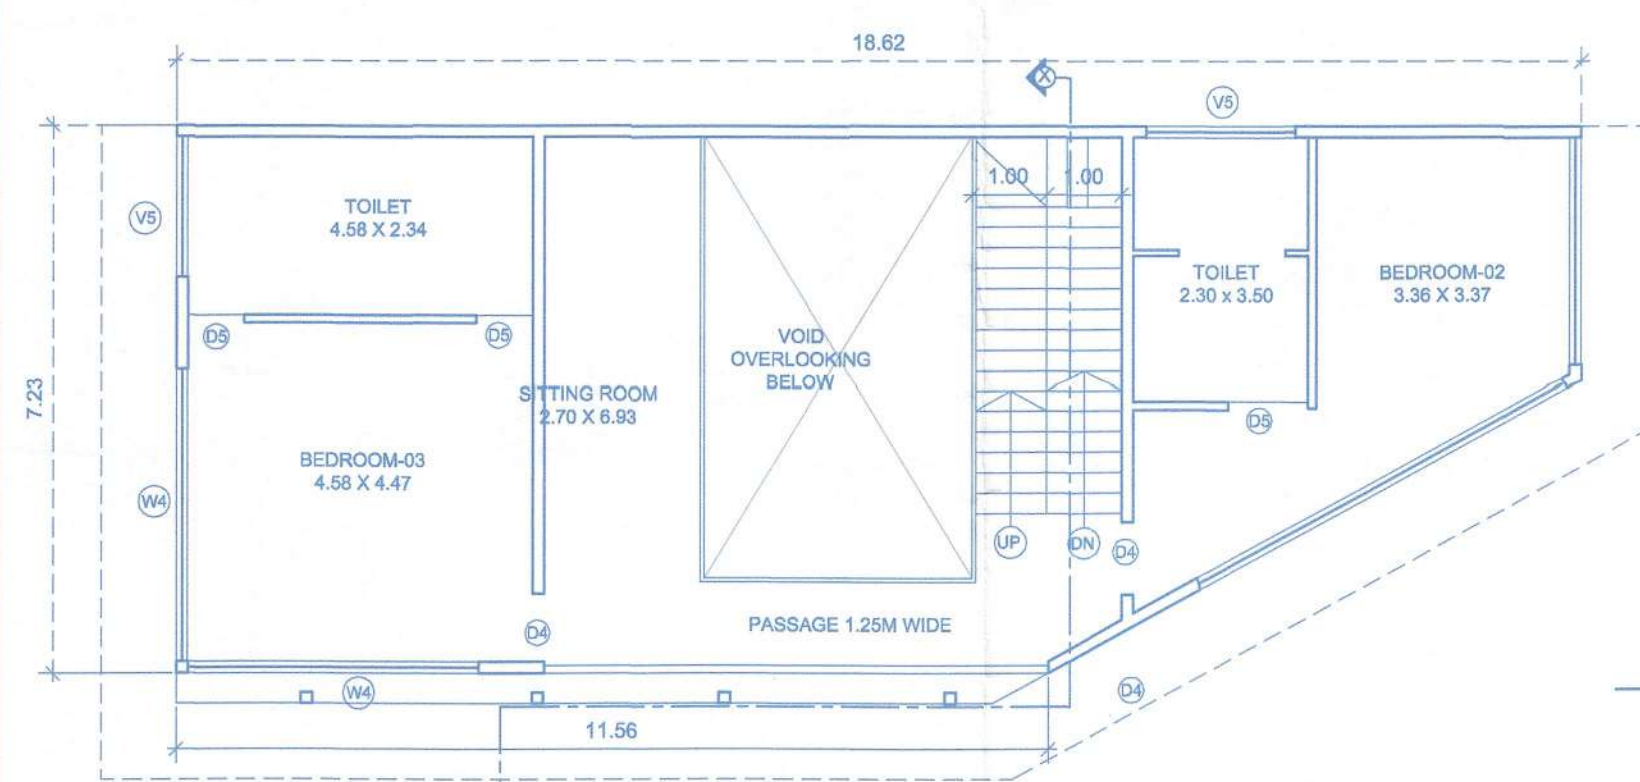 18.62
X
V5
1.00
1.00
TOILET
4.58 X 2.34
V5
TOILET
2.30 x 3.50
BEDROOM-02
3.36 X 3.37
D5
D5
VOID
OVERLOOKING
BELOW
7.23
SITTING ROOM
2.70 X 6.93
D5
BEDROOM-03
4.58 X 4.47
W4
UP
DN
D4
D4
PASSAGE 1.25M WIDE
W4
D4
11.56